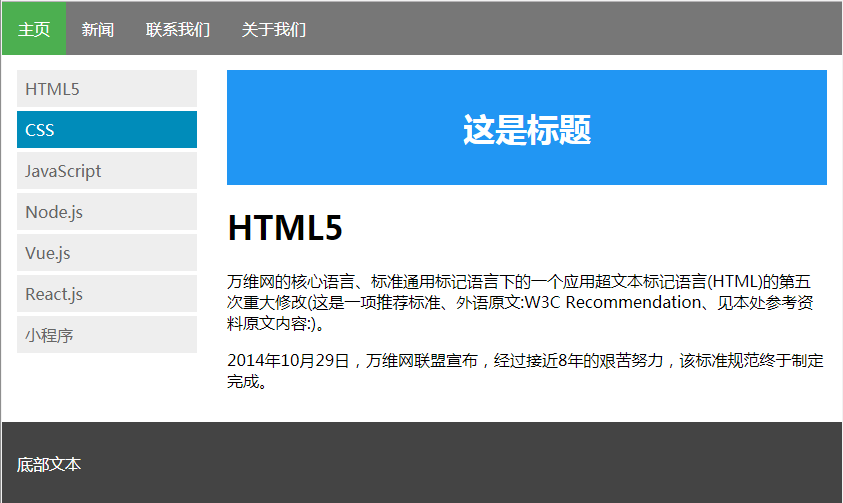 主页 新闻 联系我们 关于我们
HTML5
CSS
JavaScript
Node.js
Vue.js
React.js
小程序
这是标题
HTML5
万维网的核心语言、标准通用标记语言下的一个应用超文本标记语言(HTML)的第五
次重大修改(这是一项推荐标准、外语原文:W3C Recommendation、见本处参考资
料原文内容:)。
2014年10月29日，万维网联盟宣布，经过接近8年的艰苦努力，该标准规范终于制定
完成。
底部文本